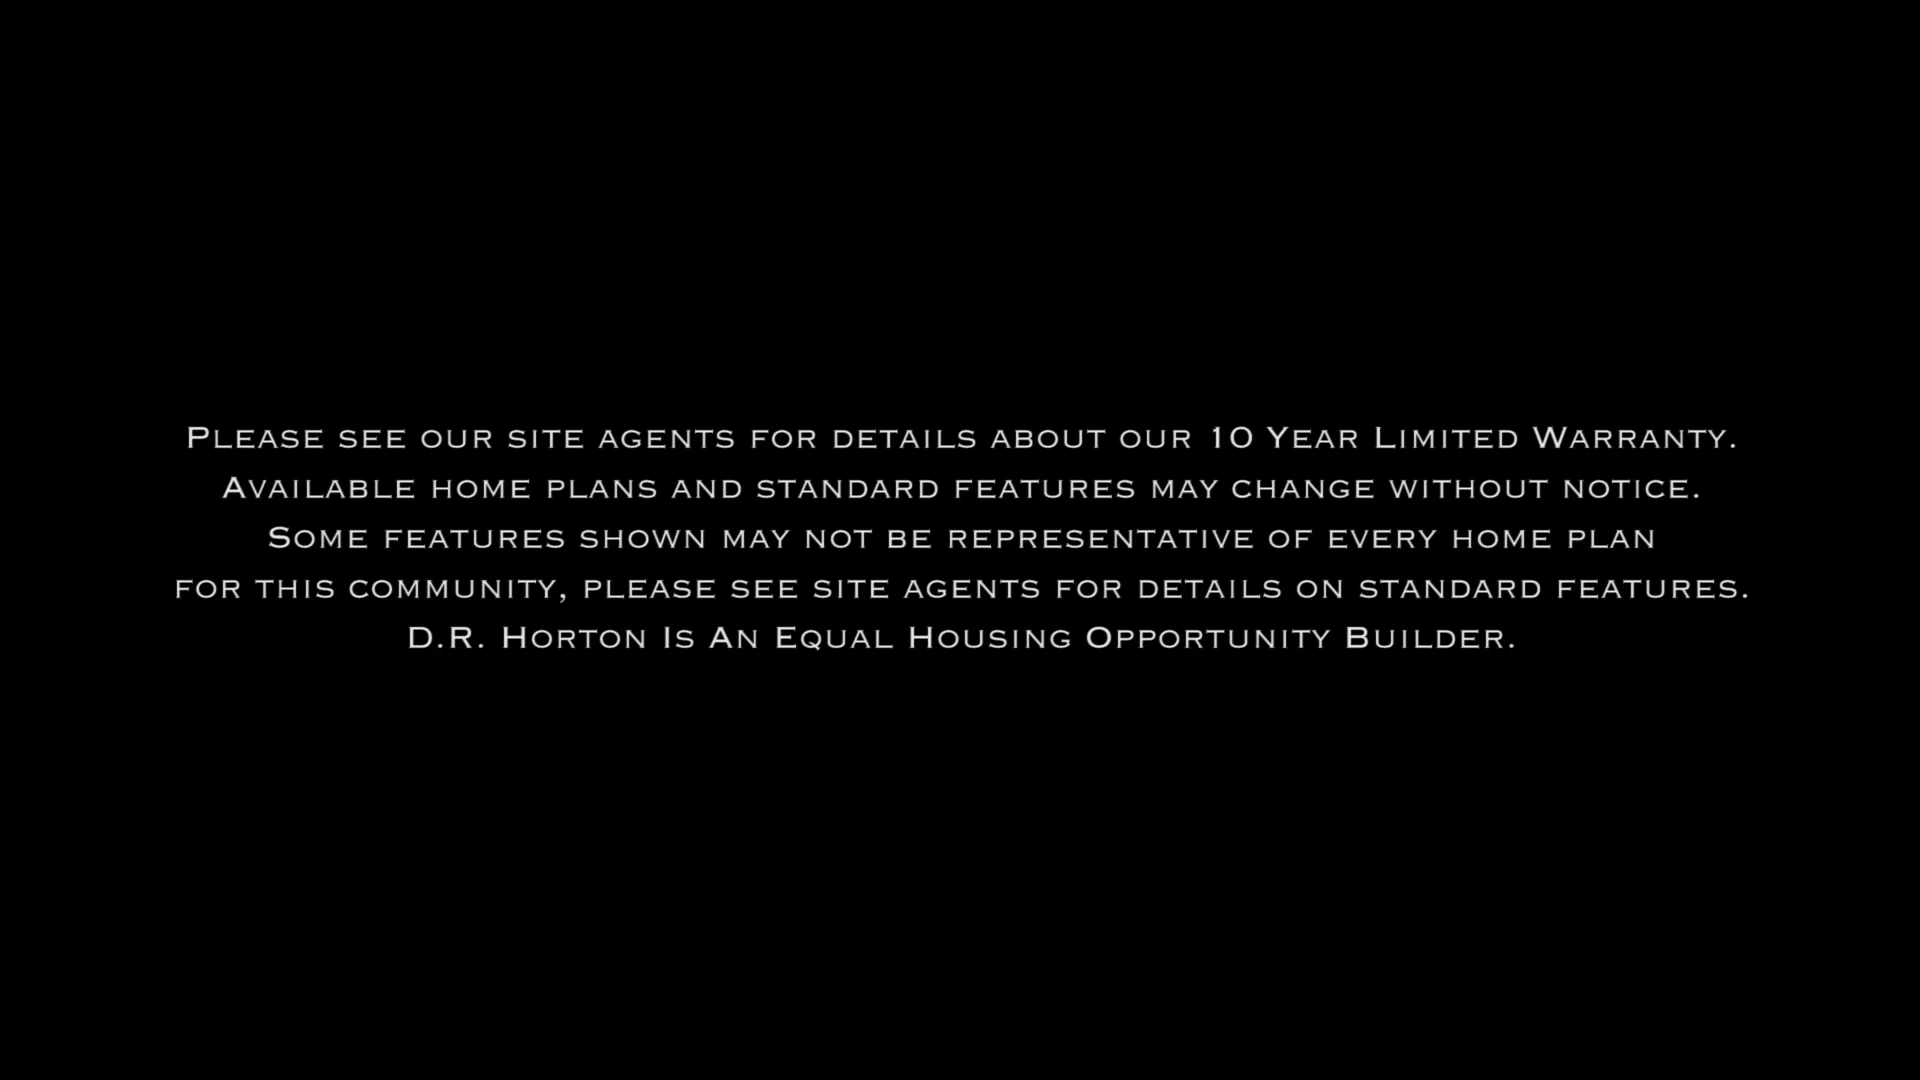 Please see our site agents for details about our 10 Year Limited Warranty.
Available home plans and standard features may change without notice.
Some features shown may not be representative of every home plan
for this community, please see site agents for details on standard features.
D.R. Horton Is An Equal Housing Opportunity Builder.